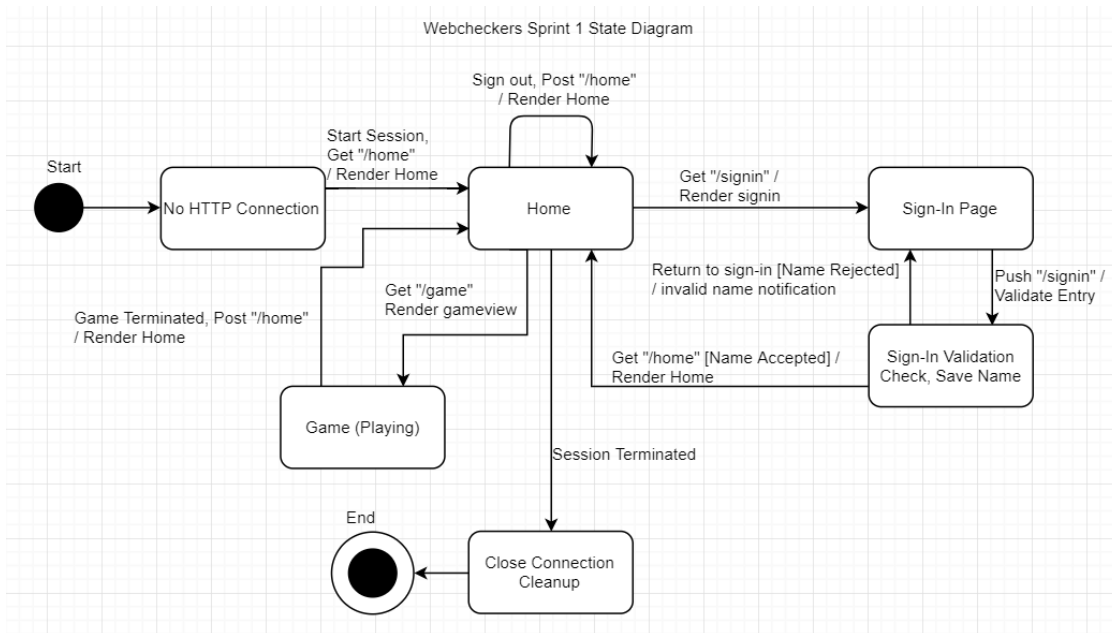 Webcheckers Sprint 1 State Diagram
Sign out, Post "/home"
/ Render Home
Start Session,
Get "/home"
/ Render Home
Start
No HTTP Connection
Home
Get "/signin" /
Render signin
Sign-In Page
Return to sign-in [Name Rejected]
/ invalid name notification
Push "/signin" /
Validate Entry
Get "/game"
Render gameview
Game Terminated, Post "/home"
/ Render Home
Get "/home" [Name Accepted] /
Render Home
Sign-In Validation
Check, Save Name
Game (Playing)
Session Terminated
End
Close Connection
Cleanup